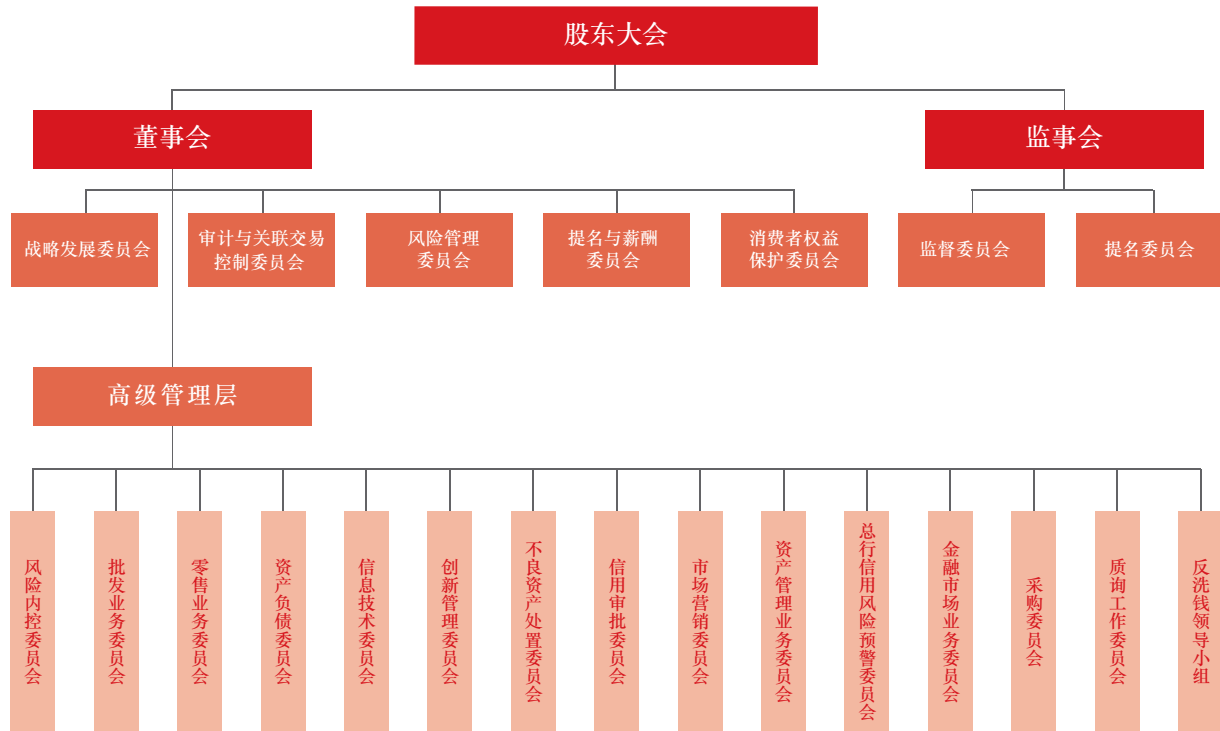 股东大会
董事会
监事会
战略发展委员会
审计与关联交易
控制委员会
风险管理
委员会
提名与薪酬
委员会
消费者权益
保护委员会
监督委员会
提名委员会
高级管理层
风险内控委员会
批发业务委员会
零售业务委员会
资产负债委员会
信息技术委员会
创新管理委员会
不良资产处置委员会
信用审批委员会
市场营销委员会
资产管理业务委员会
总行信用风险预警委员会
金融市场业务委员会
采购委员会
质询工作委员会
反洗钱领导小组